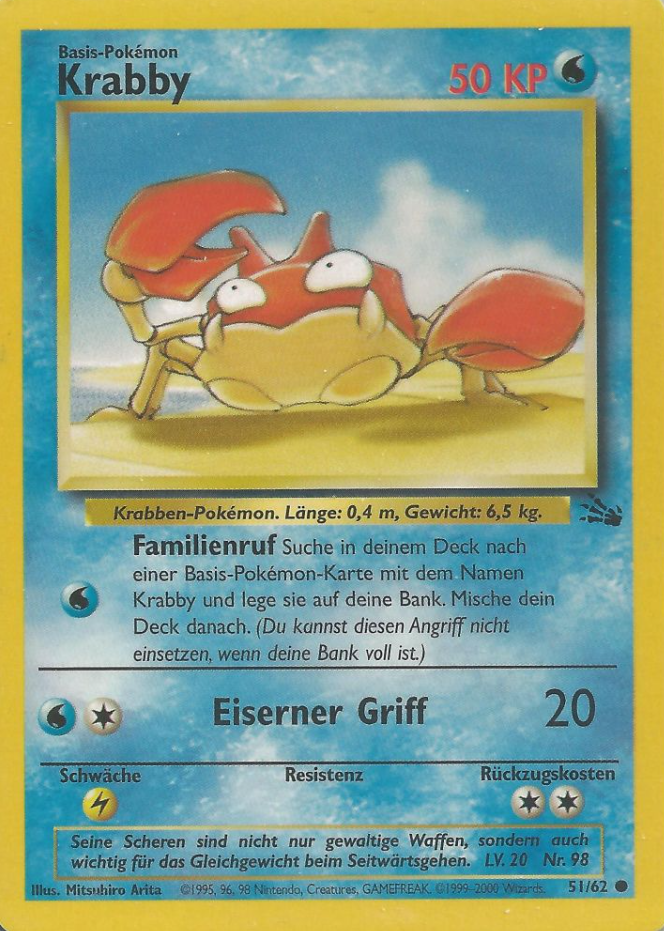 Basis-Pokémon
Krabby
50 KP
Krabben-Pokémon. Länge: 0,4 m, Gewicht: 6,5 kg.
Familienruf Suche in deinem Deck nach
einer Basis-Pokémon-Karte mit dem Namen
Krabby und lege sie auf deine Bank. Mische dein
Deck danach. (Du kannst diesen Angriff nicht
einsetzen, wenn deine Bank voll ist.)
Eiserner Griff 20
Schwäche Resistenz Rückzugskosten
Seine Scheren sind nicht nur gewaltige Waffen, sondern auch
wichtig für das Gleichgewicht beim Seitwärtsgehen. LV. 20 Nr. 98
Illus. Mitsuhiro Arita ©1995, 96, 98 Nintendo, Creatures, GAMEFREAK. ©1999-2000 Wizards. 51/62